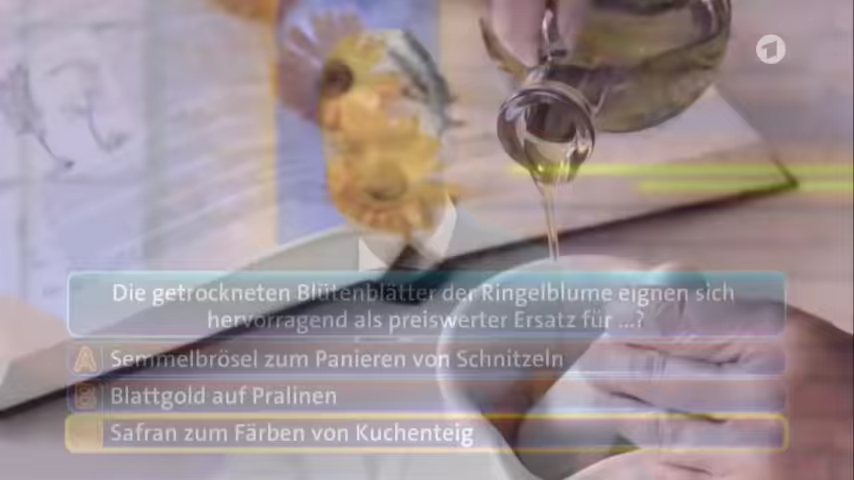 Die getrockneten Blütenblätter der Ringelblume eignen sich
hervorragend als preiswerter Ersatz für ...?
A Semmelbrösel zum Panieren von Schnitzeln
B Blattgold auf Pralinen
Safran zum Färben von Kuchenteig
1